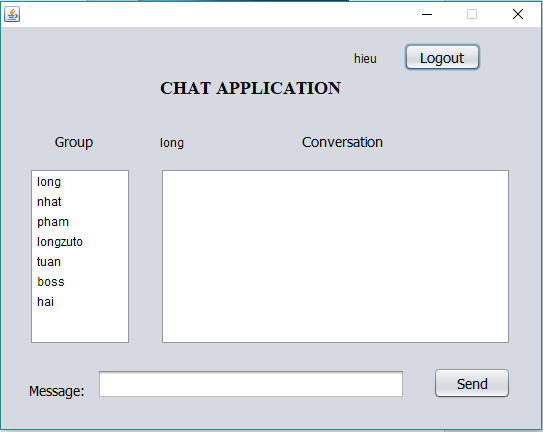 hieu Logout
CHAT APPLICATION
Group long Conversation
long
nhat
pham
longzuto
tuan
boss
hai
Message: Send